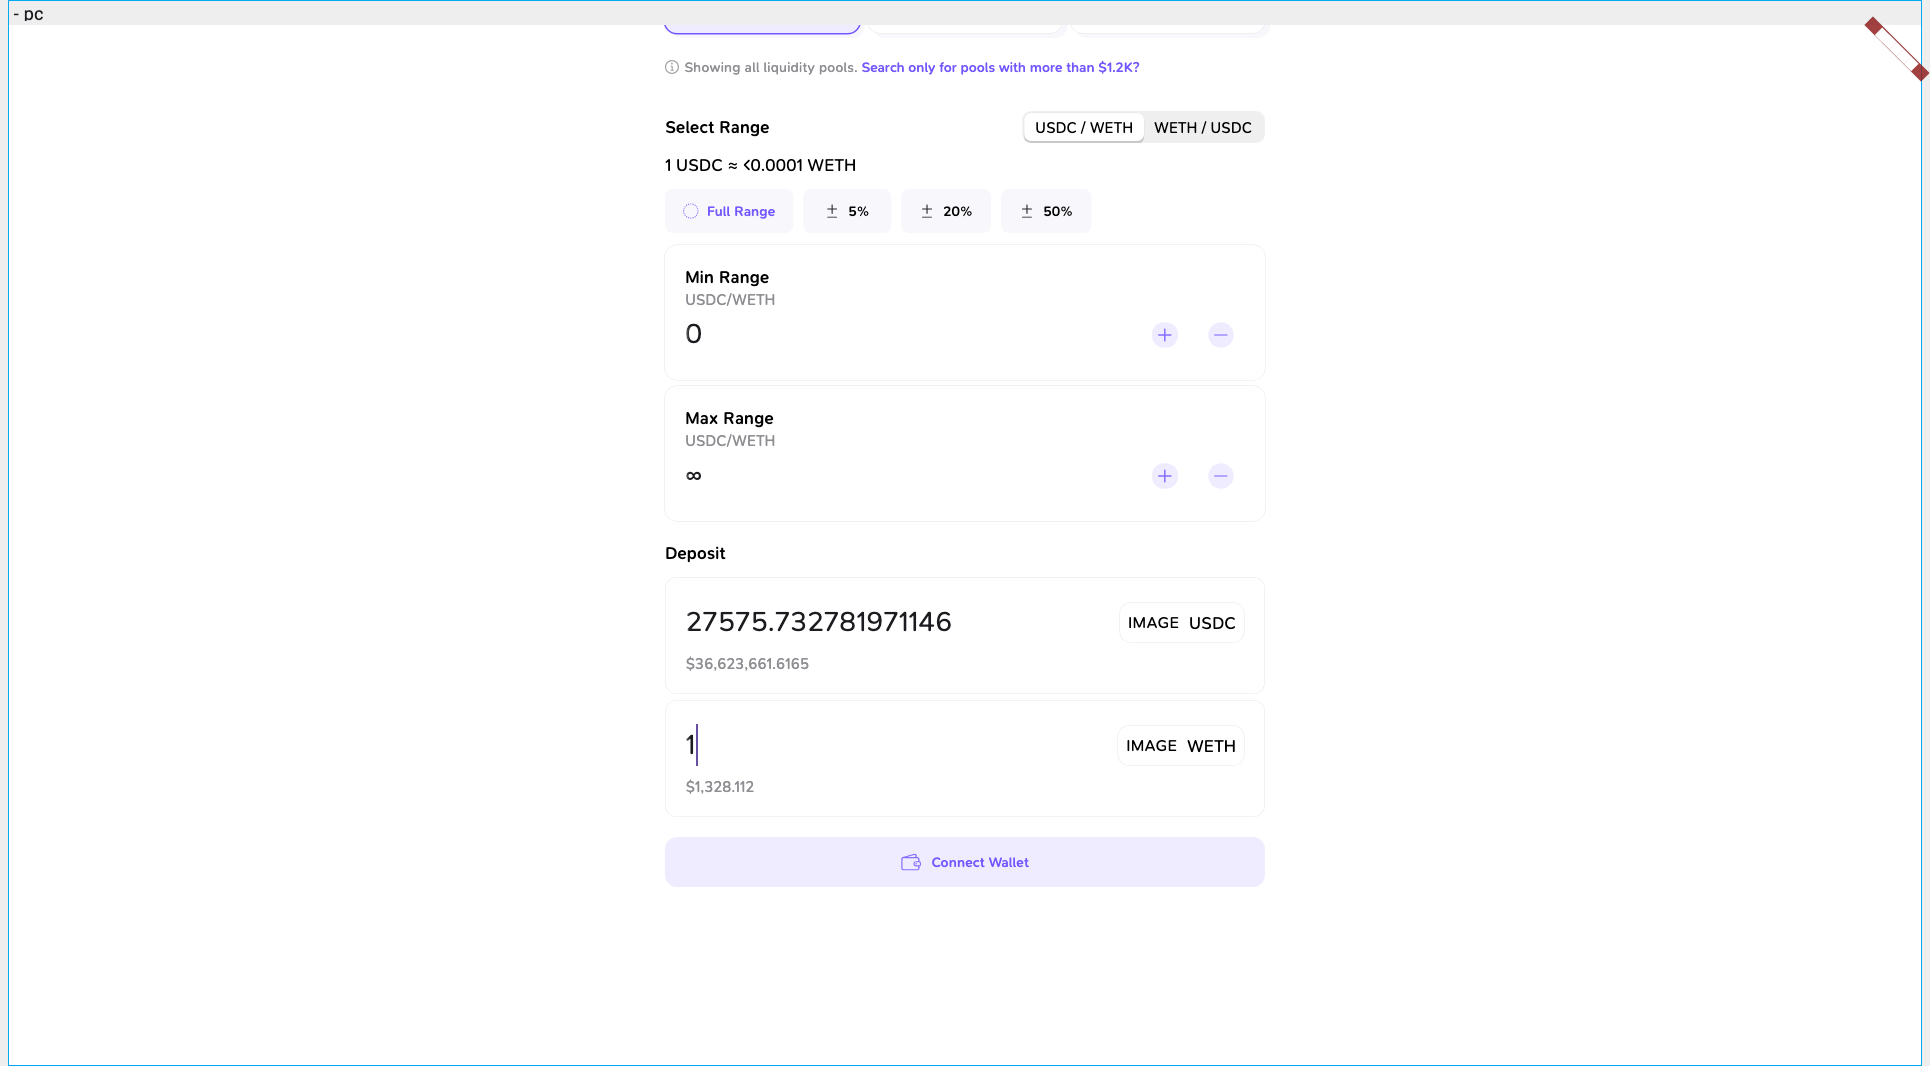 - pc
Showing all liquidity pools. Search only for pools with more than $1.2K?
Select Range
USDC / WETH WETH / USDC
1 USDC ≈ <0.0001 WETH
Full Range ± 5% ± 20% ± 50%
Min Range
USDC/WETH
0
Max Range
USDC/WETH
∞
Deposit
27575.732781971146 IMAGE USDC
$36,623,661.6165
1 IMAGE WETH
$1,328.112
Connect Wallet